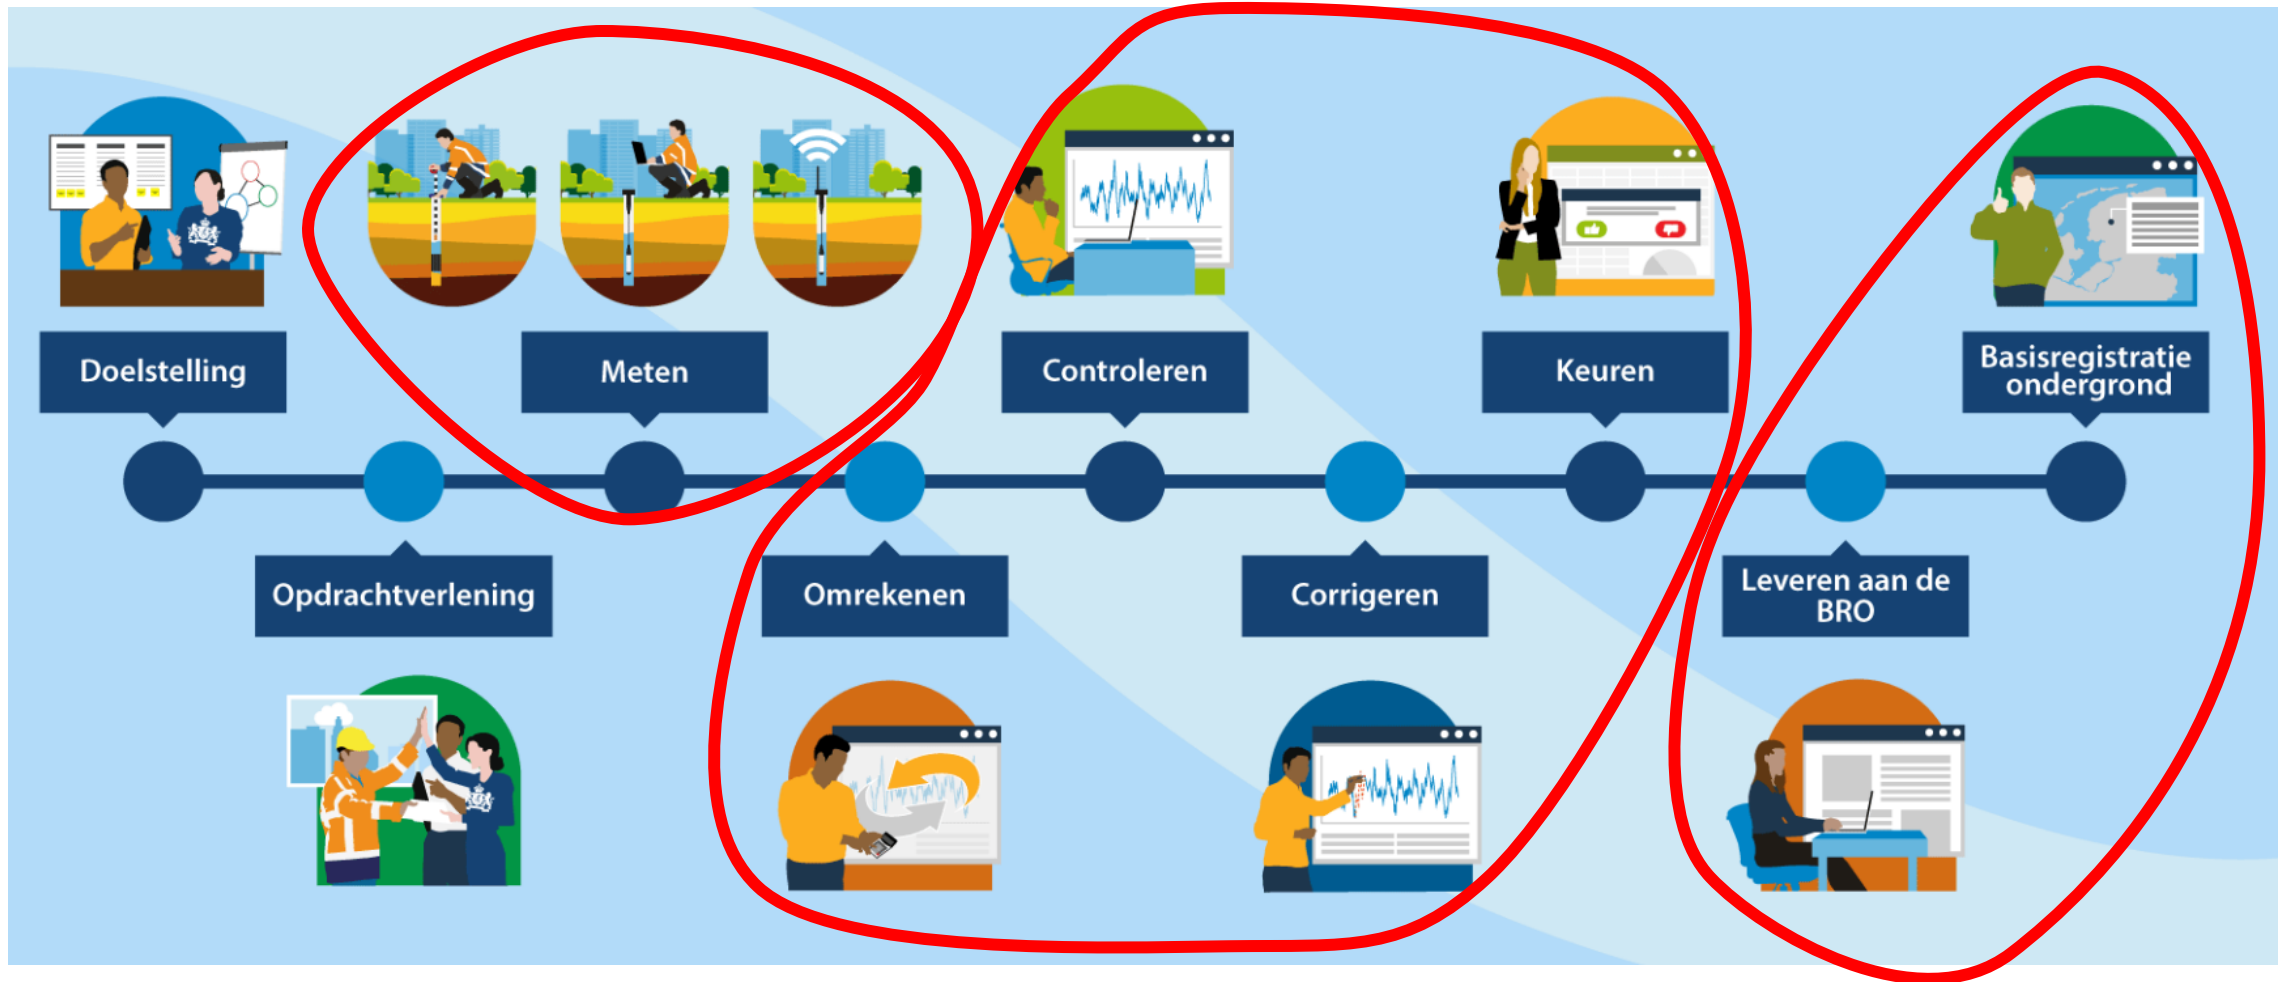 Doelstelling
Meten
Controleren
Keuren
Basisregistratie
ondergrond
Opdrachtverlening
Omrekenen
Corrigeren
Leveren aan de
BRO